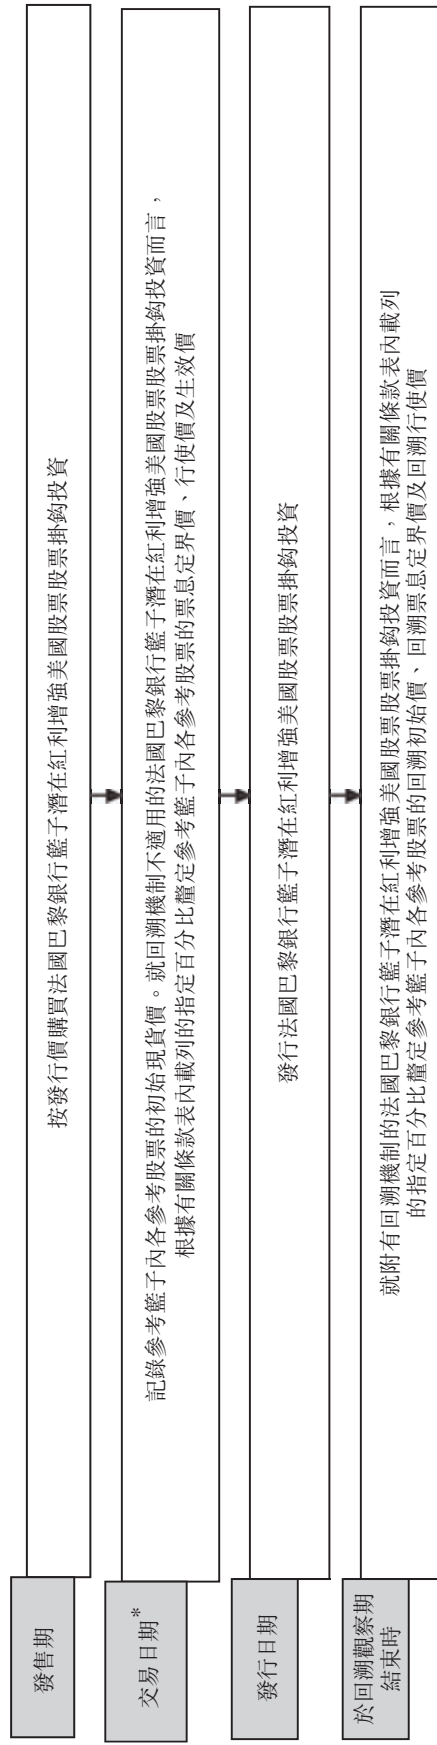 發售期
按發行價購買法國巴黎銀行籃子潛在紅利增強美國股票股票掛鈎投資
交易日期*
記錄參考籃子內各參考股票的初始現貨價。就回溯機制不適用的法國巴黎銀行籃子潛在紅利增強美國股票股票掛鈎投資而言，
根據有關條款表內載列的指定百分比釐定參考籃子內各參考股票的票息定界價、行使價及生效價
發行日期
發行法國巴黎銀行籃子潛在紅利增強美國股票股票掛鈎投資
於回溯觀察期
結束時
就附有回溯機制的法國巴黎銀行籃子潛在紅利增強美國股票股票掛鈎投資而言，根據有關條款表內載列
的指定百分比釐定參考籃子內各參考股票的回溯初始價、回溯票息定界價及回溯行使價